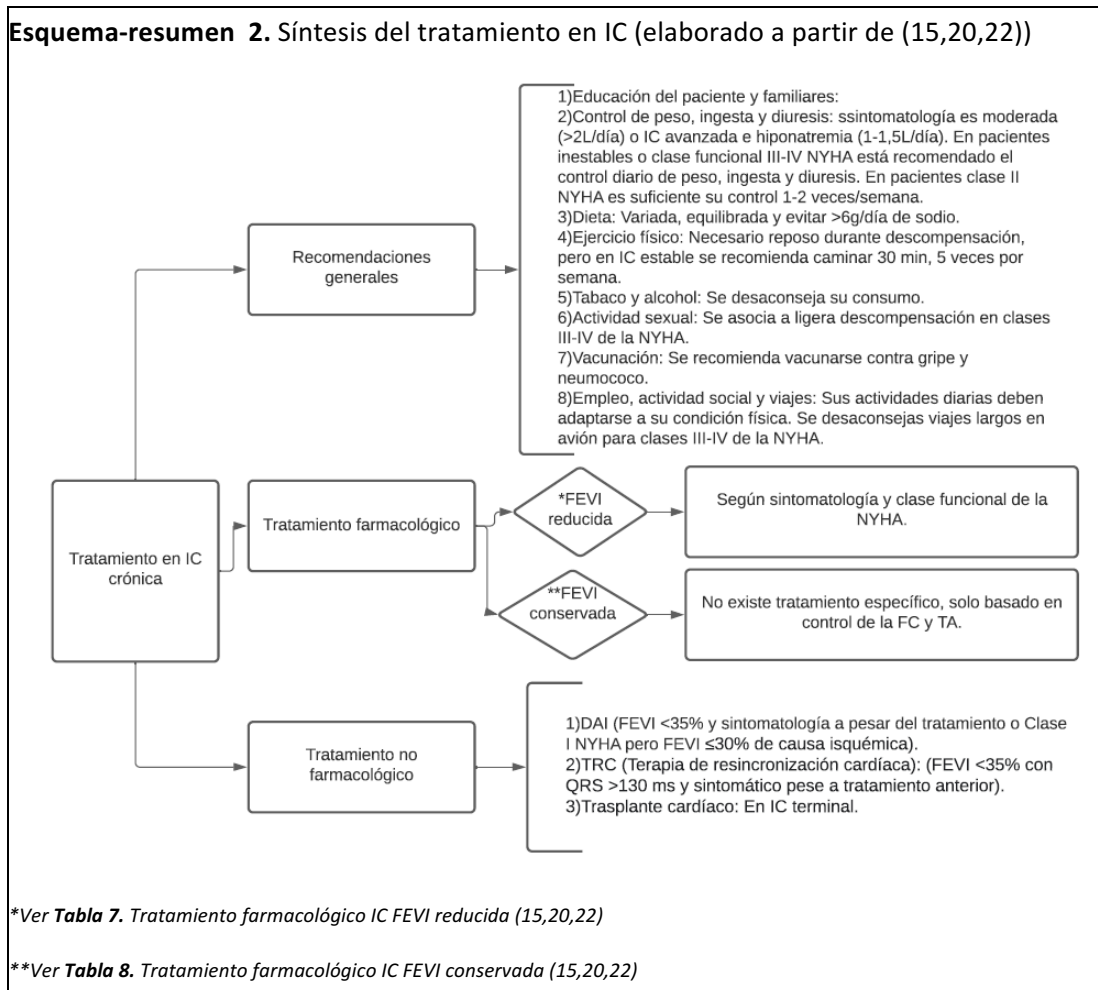 Esquema-resumen 2. Síntesis del tratamiento en IC (elaborado a partir de (15,20,22))
1)Educación del paciente y familiares:
2)Control de peso, ingesta y diuresis: ssintomatología es moderada
(>2L/día) o IC avanzada e hiponatremia (1-1,5L/día). En pacientes
inestables o clase funcional III-IV NYHA está recomendado el
control diario de peso, ingesta y diuresis. En pacientes clase II
NYHA es suficiente su control 1-2 veces/semana.
3)Dieta: Variada, equilibrada y evitar >6g/día de sodio.
4)Ejercicio físico: Necesario reposo durante descompensación,
pero en IC estable se recomienda caminar 30 min, 5 veces por
semana.
5)Tabaco y alcohol: Se desaconseja su consumo.
6)Actividad sexual: Se asocia a ligera descompensación en clases
III-IV de la NYHA.
7)Vacunación: Se recomienda vacunarse contra gripe y
neumococo.
8)Empleo, actividad social y viajes: Sus actividades diarias deben
adaptarse a su condición física. Se desaconsejas viajes largos en
avión para clases III-IV de la NYHA.
Recomendaciones
generales
Tratamiento en IC
crónica
Tratamiento farmacológico
*FEVI
reducida
Según sintomatología y clase funcional de la
NYHA.
**FEVI
conservada
No existe tratamiento específico, solo basado en
control de la FC y TA.
Tratamiento no
farmacológico
1)DAI (FEVI <35% y sintomatología a pesar del tratamiento o Clase
I NYHA pero FEVI ≤30% de causa isquémica).
2)TRC (Terapia de resincronización cardíaca): (FEVI <35% con
QRS >130 ms y sintomático pese a tratamiento anterior).
3)Trasplante cardíaco: En IC terminal.
*Ver Tabla 7. Tratamiento farmacológico IC FEVI reducida (15,20,22)
**Ver Tabla 8. Tratamiento farmacológico IC FEVI conservada (15,20,22)